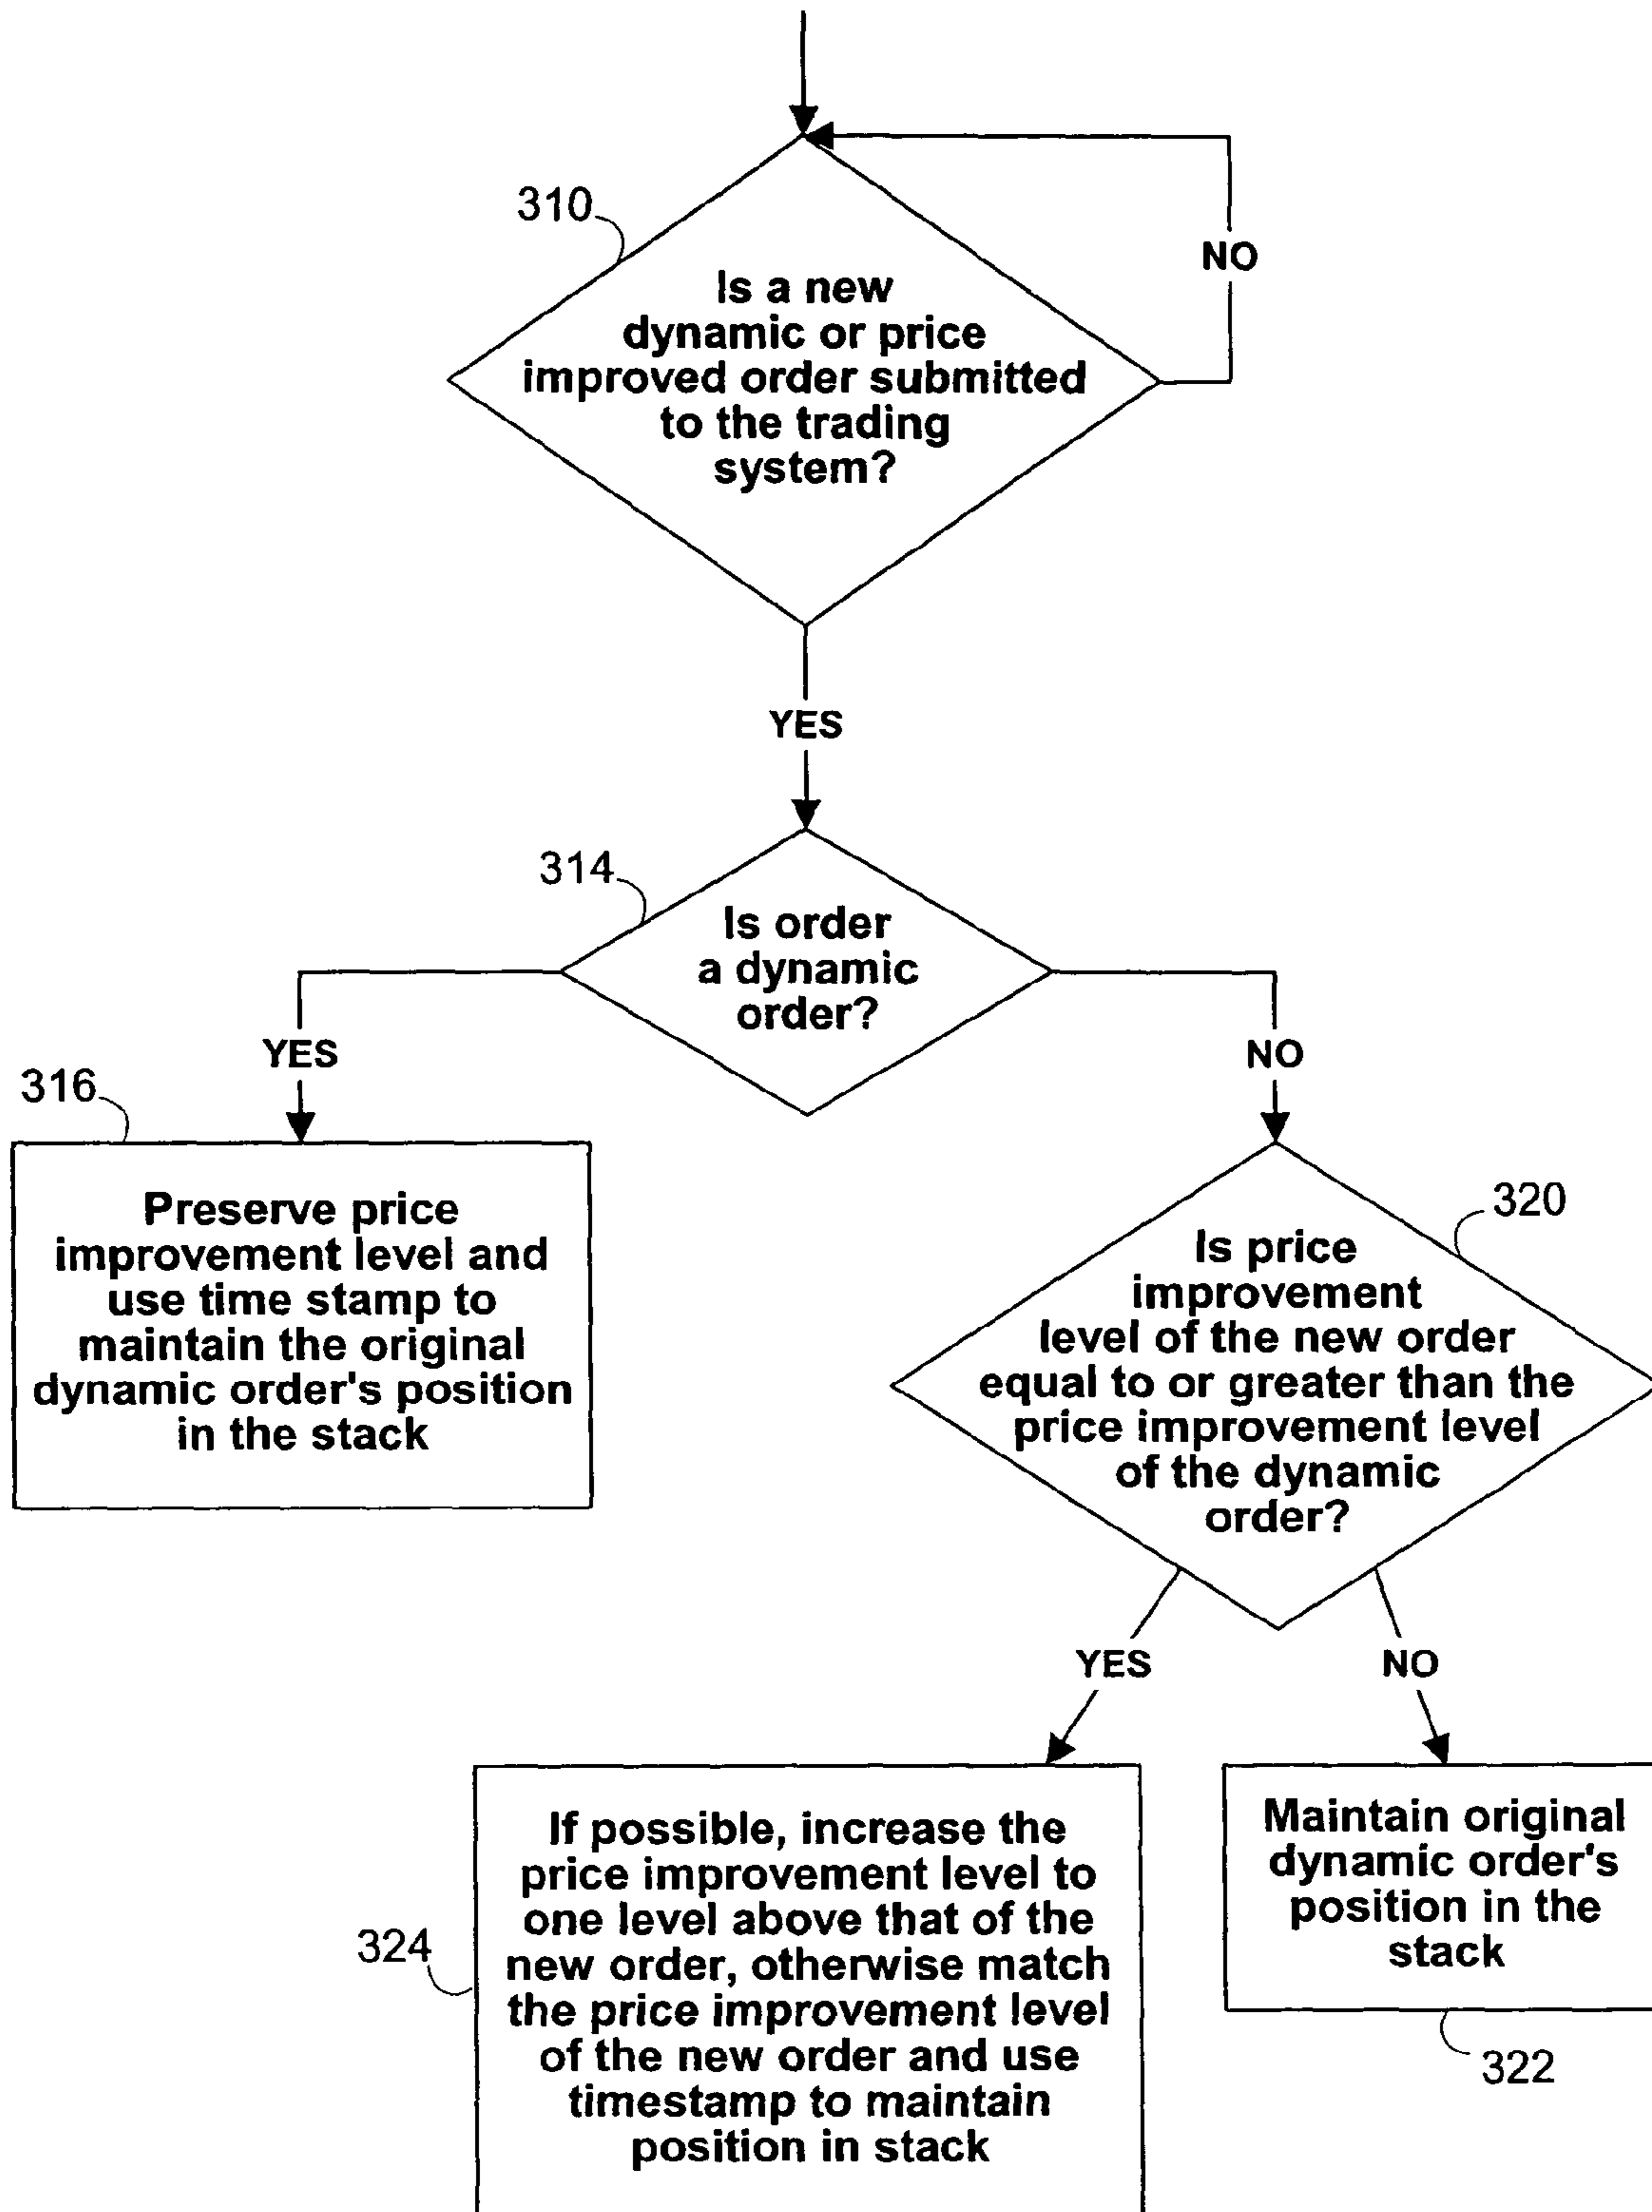 310
Is a new
dynamic or price
improved order submitted
to the trading
system?
NO
YES
314
Is order
a dynamic
order?
YES
NO
316
Preserve price
improvement level and
use time stamp to
maintain the original
dynamic order's position
in the stack
320
Is price
improvement
level of the new order
equal to or greater than the
price improvement level
of the dynamic
order?
YES
NO
324
If possible, increase the
price improvement level to
one level above that of the
new order, otherwise match
the price improvement level
of the new order and use
timestamp to maintain
position in stack
Maintain original
dynamic order's
position in the
stack
322